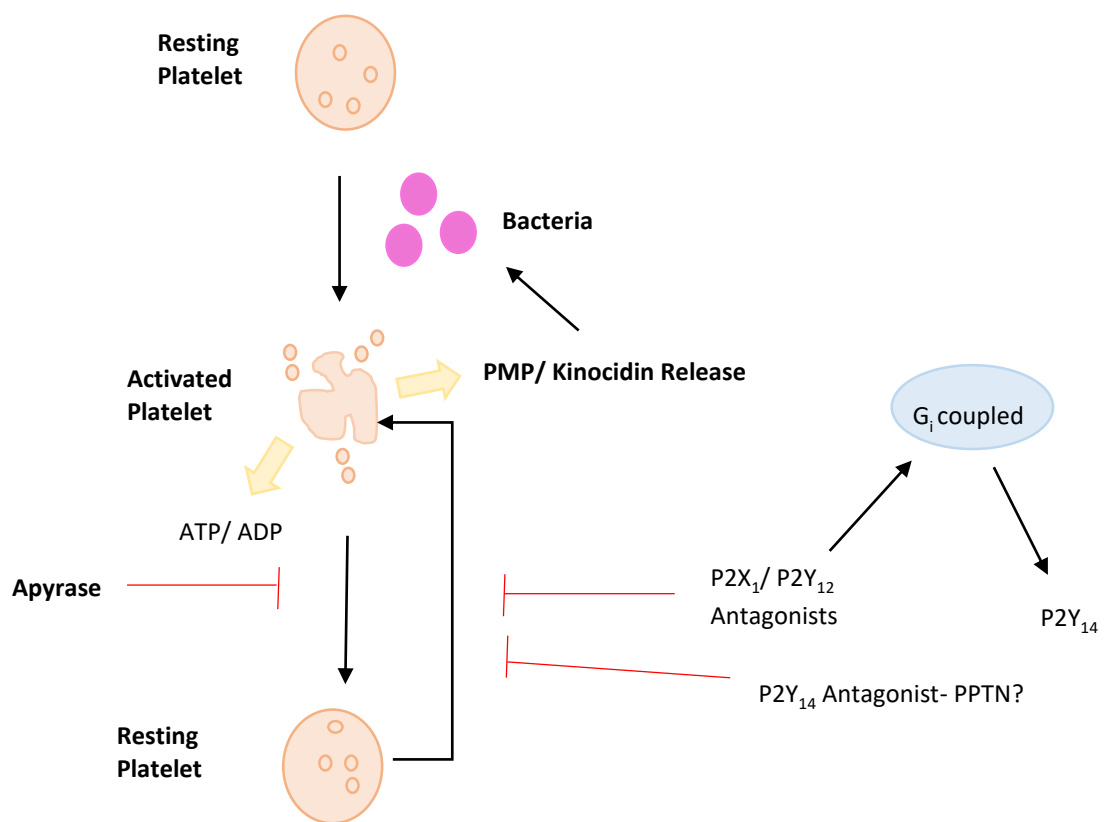 Resting
Platelet
Bacteria
Activated
Platelet
PMP/ Kinocidin Release
Gi coupled
ATP/ ADP
Apyrase
P2X1/ P2Y12
Antagonists
P2Y14
P2Y14 Antagonist- PPTN?
Resting
Platelet